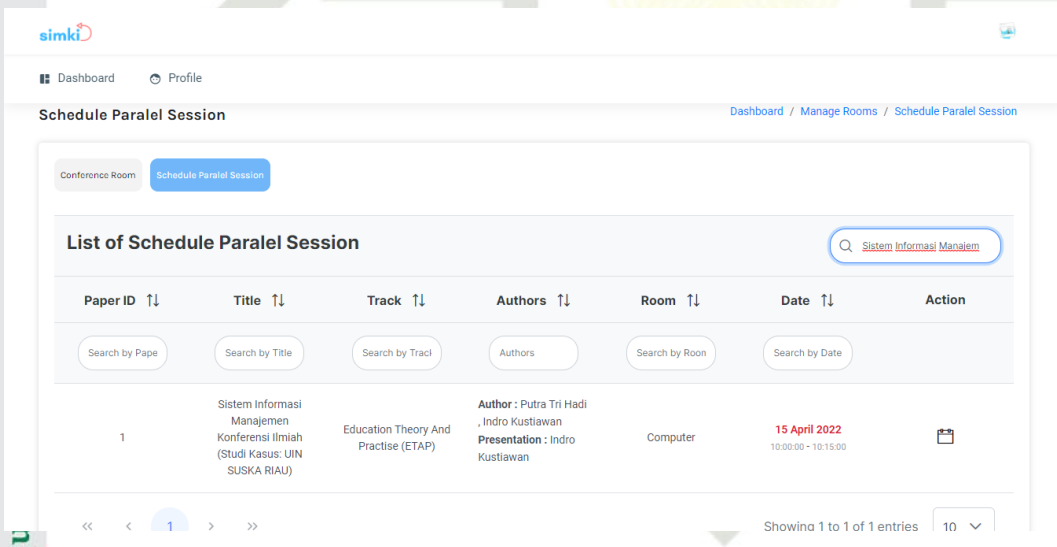 simki
Dashboard Profile
Schedule Paralel Session
Dashboard / Manage Rooms / Schedule Paralel Session
Conference Room Schedule Paralel Session
List of Schedule Paralel Session
Sistem Informasi Manajem
Paper ID Title Track Authors Room Date Action
Search by Pape Search by Title Search by Track Authors Search by Roon Search by Date
Sistem Informasi
Manajemen
Konferensi Ilmiah
(Studi Kasus: UIN
SUSKA RIAU)
1
Education Theory And
Practise (ETAP)
Author : Putra Tri Hadi
, Indro Kustiawan
Presentation : Indro
Kustiawan
Computer
15 April 2022
10:00:00 - 10:15:00
<< < 1 > >>
Showing 1 to 1 of 1 entries 10